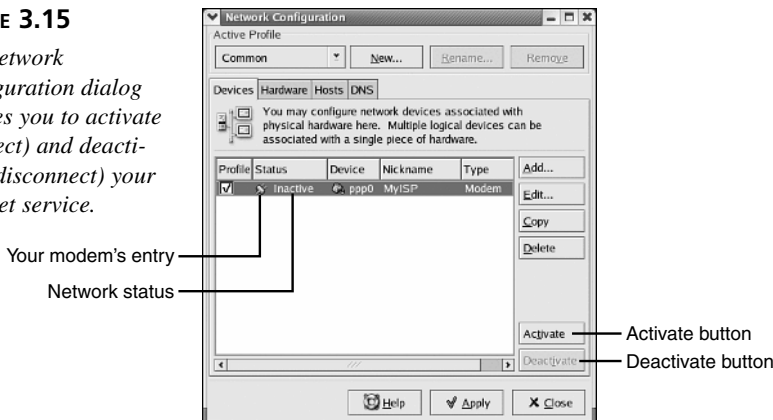 E 3.15
etwork
guration dialog
es you to activate
ect) and deacti-
disconnect) your
et service.
Your modem's entry
Network status
Network Configuration
Active Profile
Common
New...
Rename...
Remove
Devices Hardware Hosts DNS
You may configure network devices associated with
physical hardware here. Multiple logical devices can be
associated with a single piece of hardware.
Profile Status Device Nickname Type
Inactive ppp0 MyISP Modem
Add...
Edit...
Copy
Delete
Activate
Deactivate
Help
Apply
Close
Activate button
Deactivate button